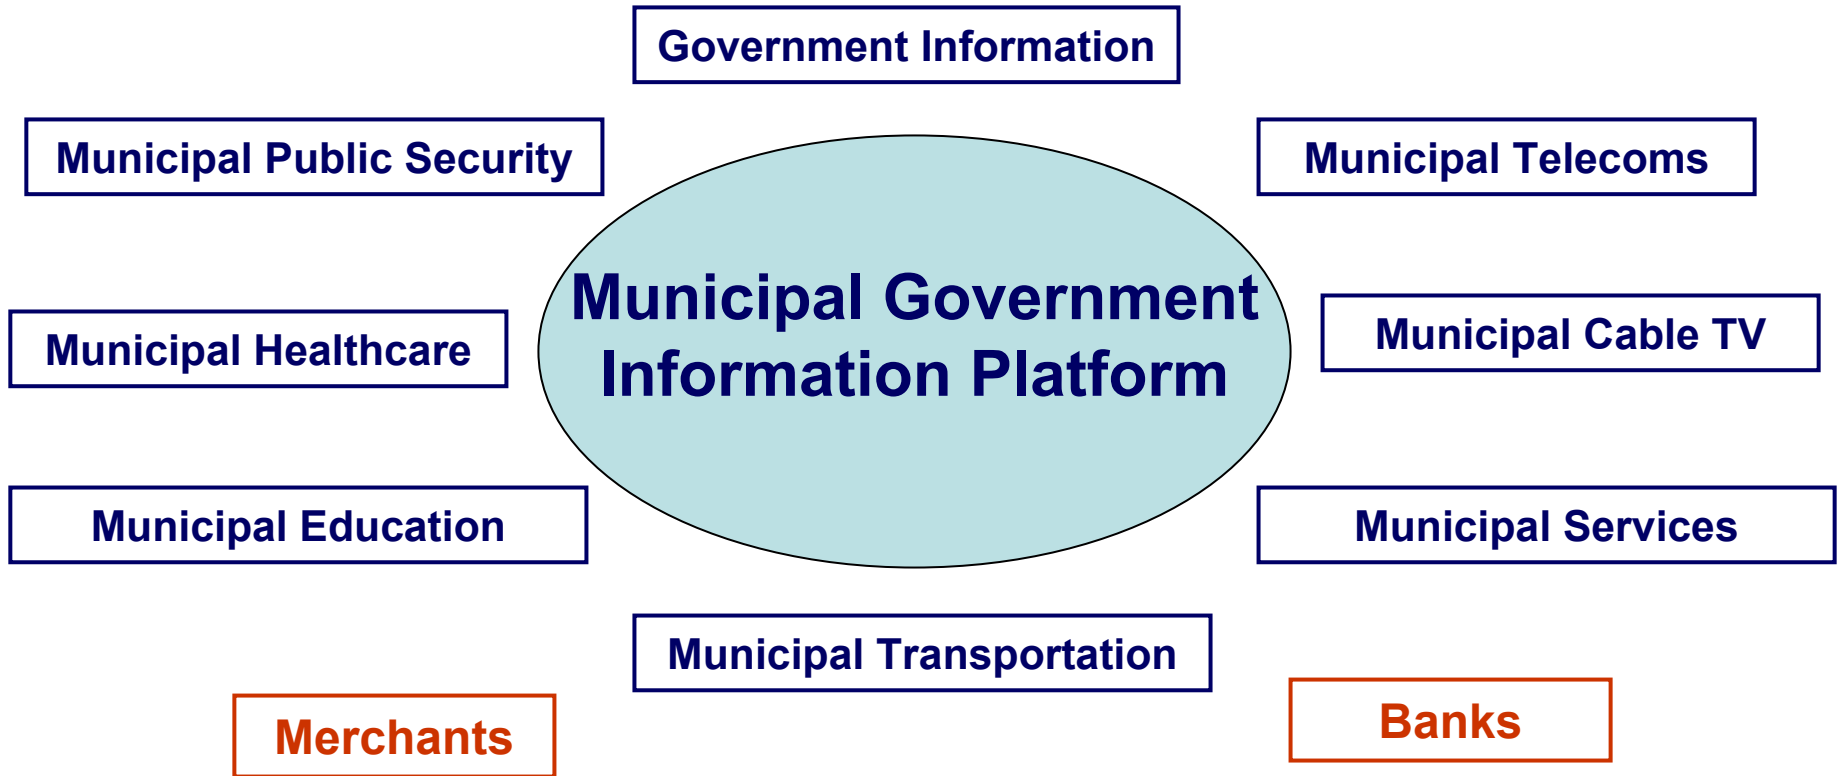 Government Information
Municipal Public Security
Municipal Telecoms
Municipal Government
Information Platform
Municipal Healthcare
Municipal Cable TV
Municipal Education
Municipal Services
Municipal Transportation
Merchants
Banks